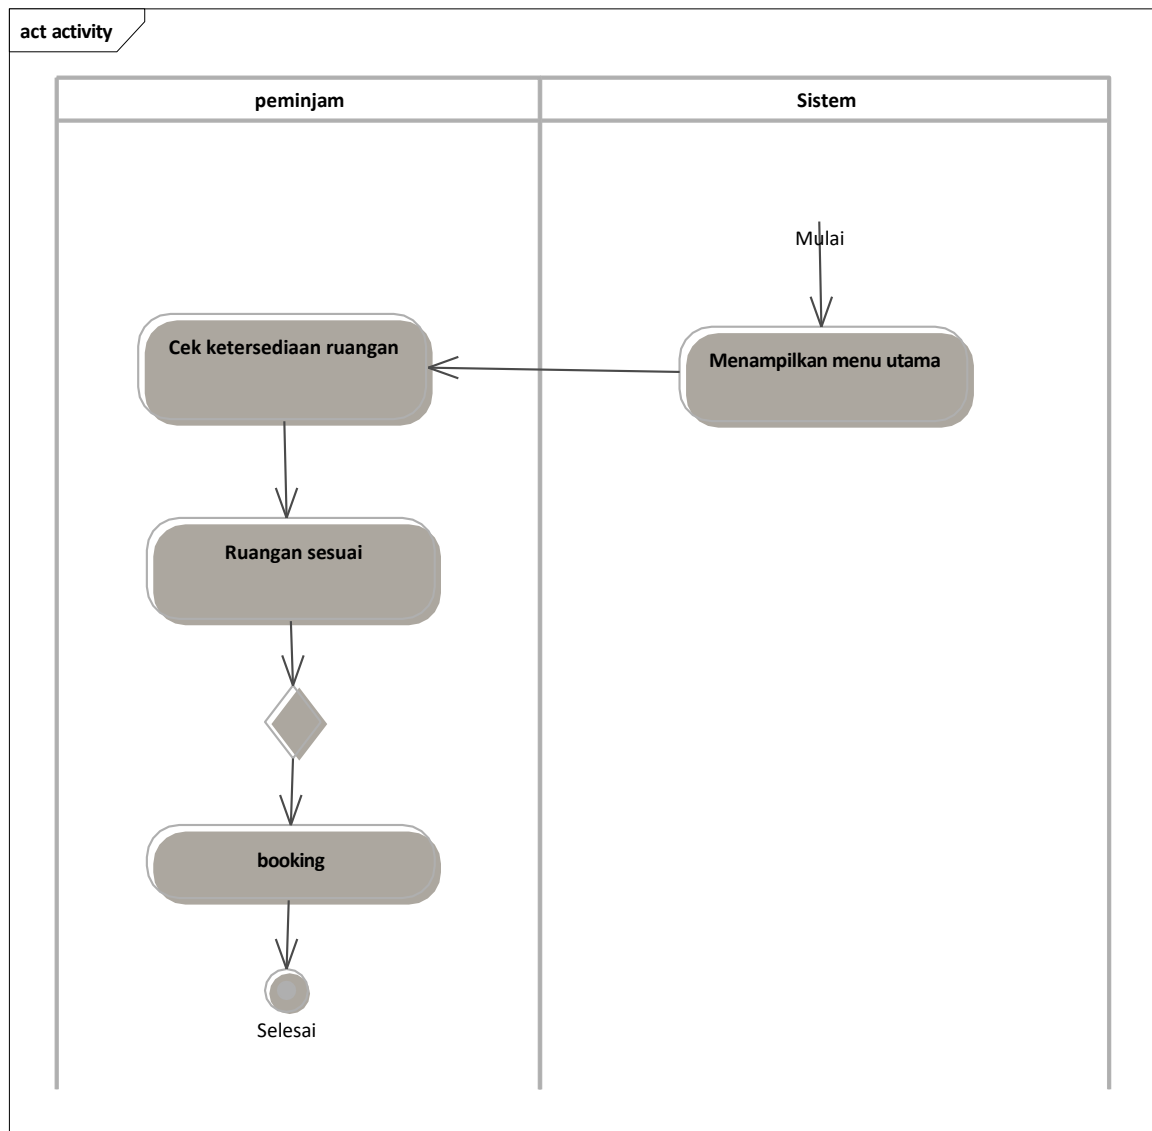 act activity
peminjam
Sistem
Mulai
Cek ketersediaan ruangan
Menampilkan menu utama
Ruangan sesuai
booking
Selesai